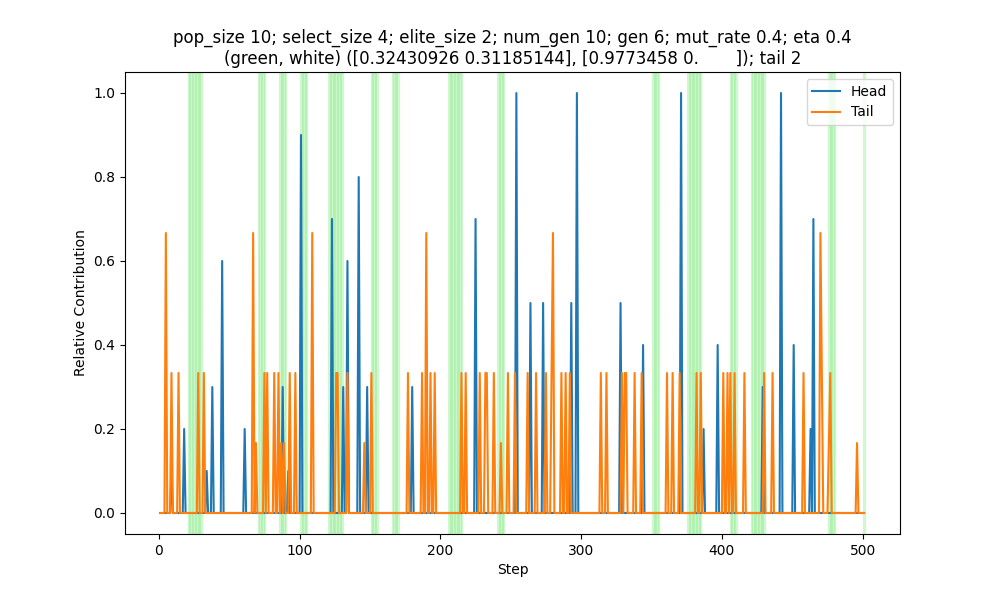 pop_size 10; select_size 4; elite_size 2; num_gen 10; gen 6; mut_rate 0.4; eta 0.4
(green, white) ([0.32430926 0.31185144], [0.9773458 0.        ]); tail 2
Head
Tail
1.0
0.8
0.6
0.4
0.2
0.0
Relative Contribution
0
100
200
300
400
500
Step